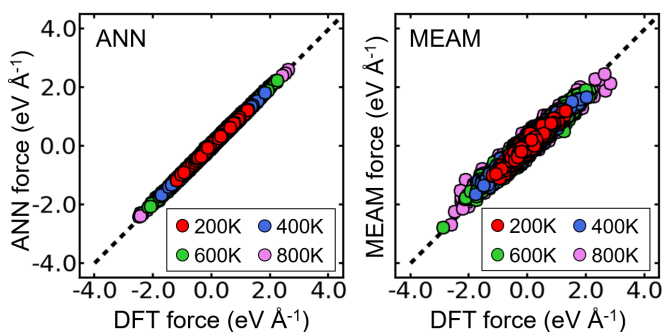 ANN
ANN force (eV Å-1)
4.0
2.0
0.0
-2.0
-4.0
200K 400K
600K 800K
-4.0 -2.0 0.0 2.0 4.0
DFT force (eV Å-1)
MEAM
MEAM force (eV Å-1)
4.0
2.0
0.0
-2.0
-4.0
200K 400K
600K 800K
-4.0 -2.0 0.0 2.0 4.0
DFT force (eV Å-1)